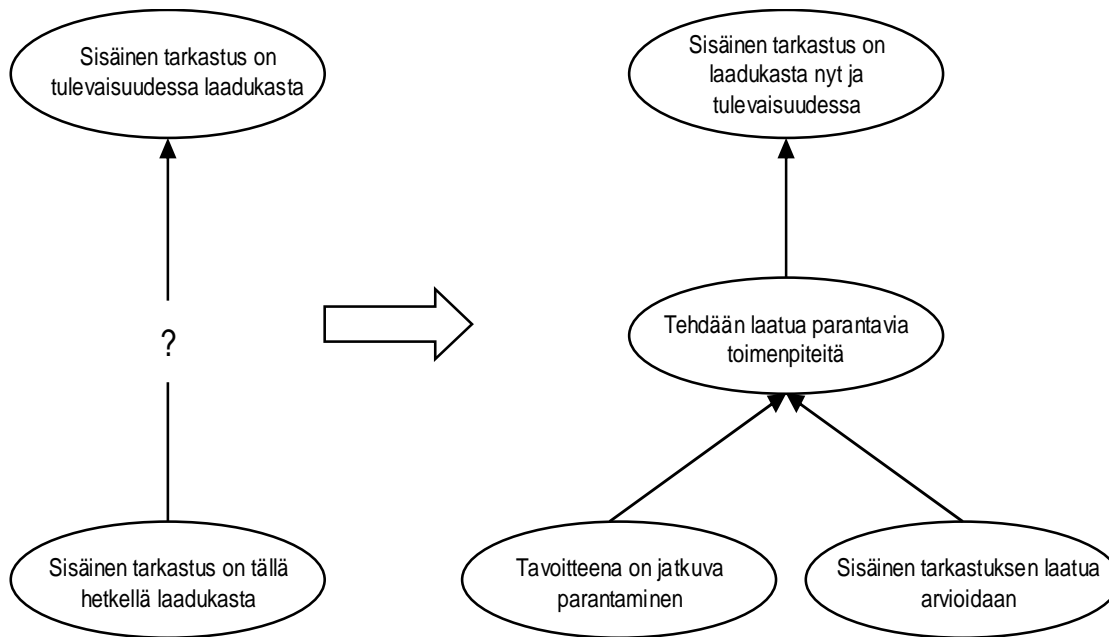 Sisäinen tarkastus on
tulevaisuudessa laadukasta
Sisäinen tarkastus on
laadukasta nyt ja
tulevaisuudessa
?
Tehdään laatua parantavia
toimenpiteitä
Sisäinen tarkastus on tällä
hetkellä laadukasta
Tavoitteena on jatkuva
parantaminen
Sisäinen tarkastuksen laatua
arvioidaan